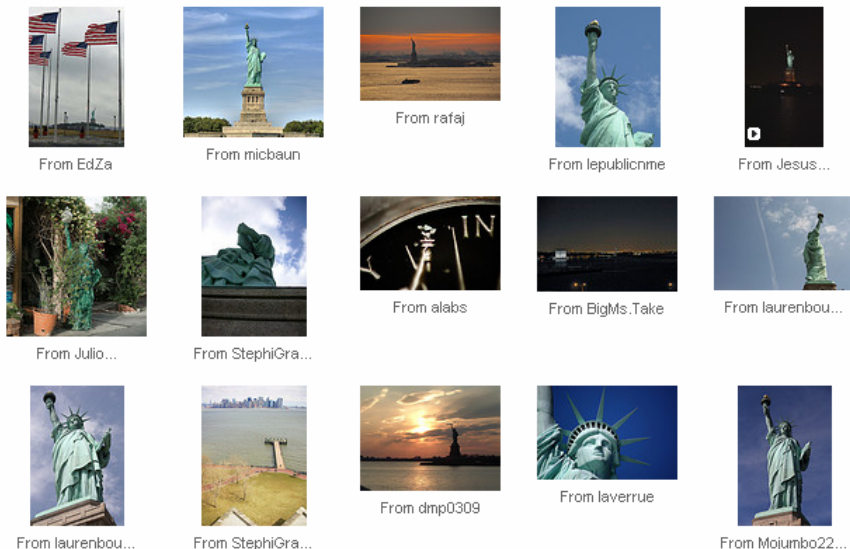 From EdZa
From micbaun
From rafaj
From lepublicnme
From Jesus...
From Julio...
From StephiGra...
IN
From alabs
From BigMs.Take
From laurenbou...
From laurenbou...
From StephiGra...
From dmp0309
From laverrue
From Mojumbo22...